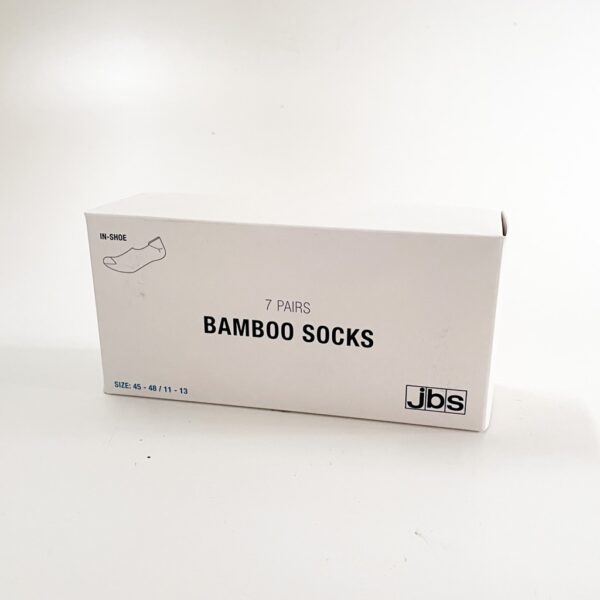 IN-SHOE
7 PAIRS
BAMBOO SOCKS
SIZE: 45 - 48 / 11 - 13
jbs